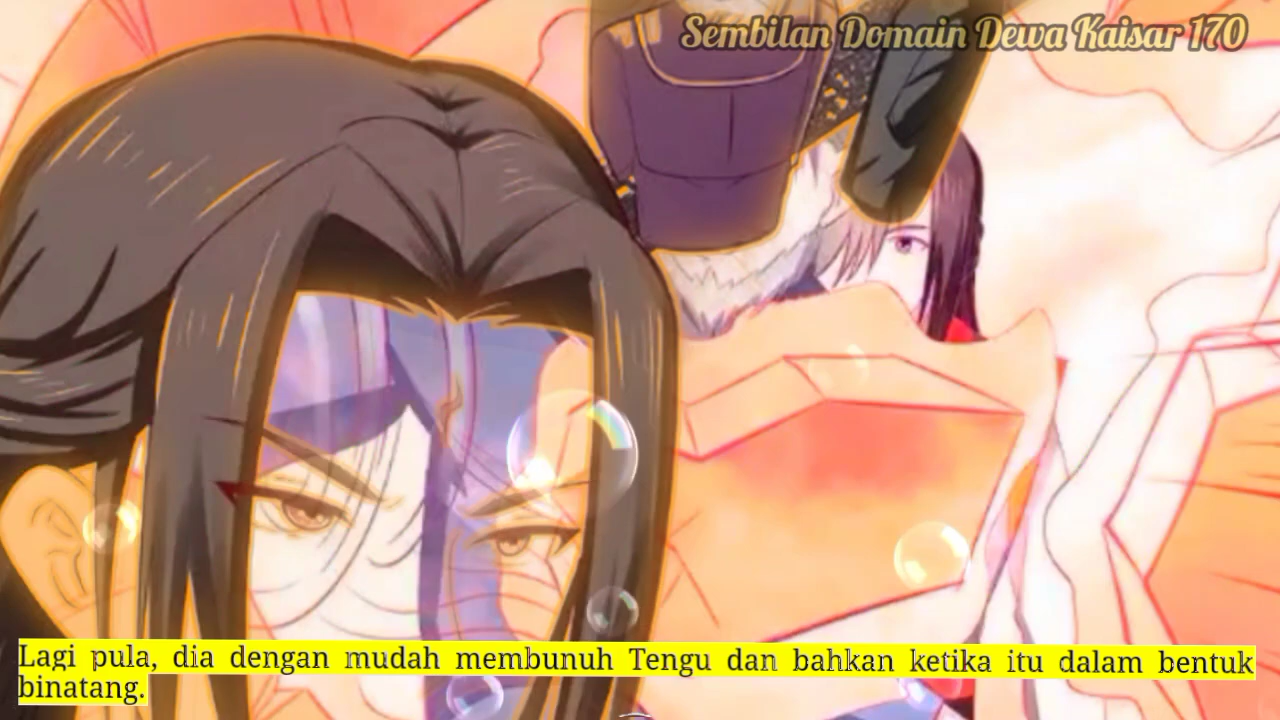 Sembilan Domain Dewa Kaisar 170
Lagi pula, dia dengan mudah membunuh Tengu dan bahkan ketika itu dalam bentuk
binatang.